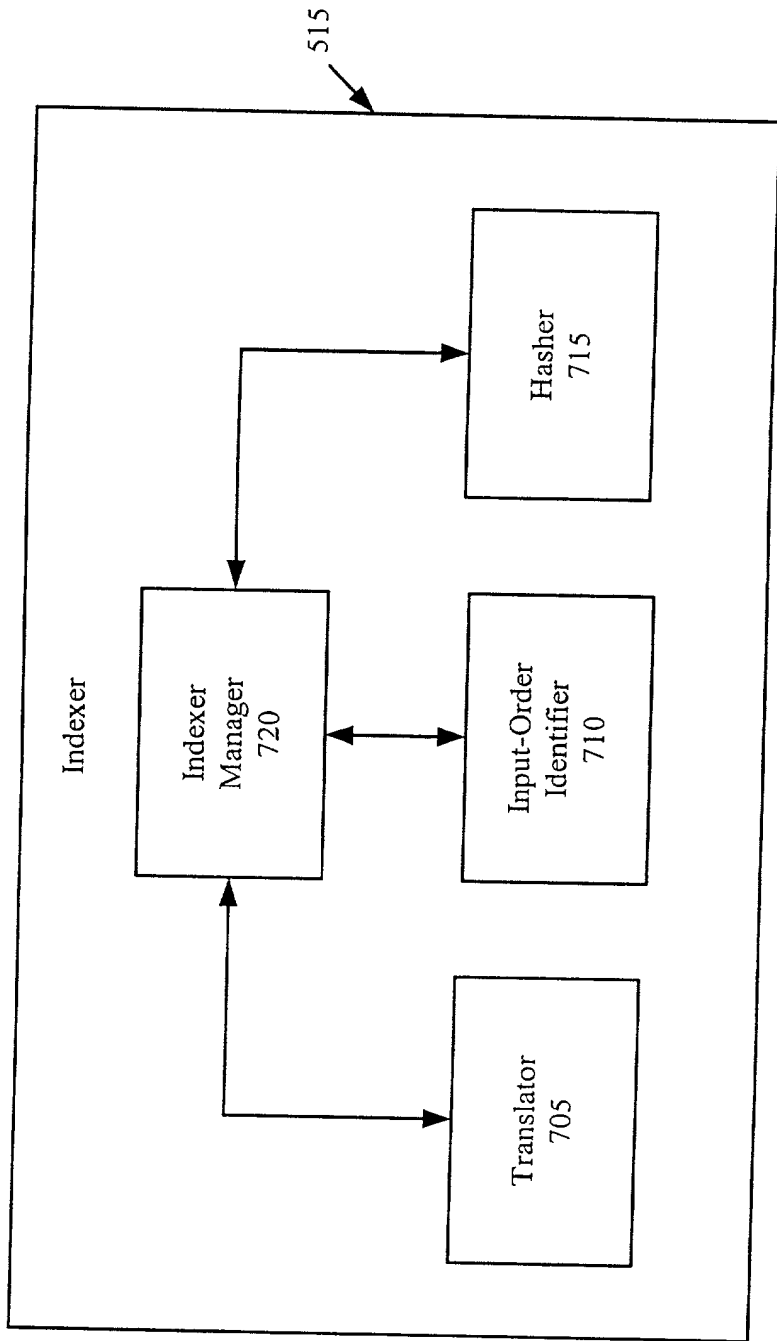 Indexer
515
Indexer
Manager
720
Translator
705
Input-Order
Identifier
710
Hasher
715